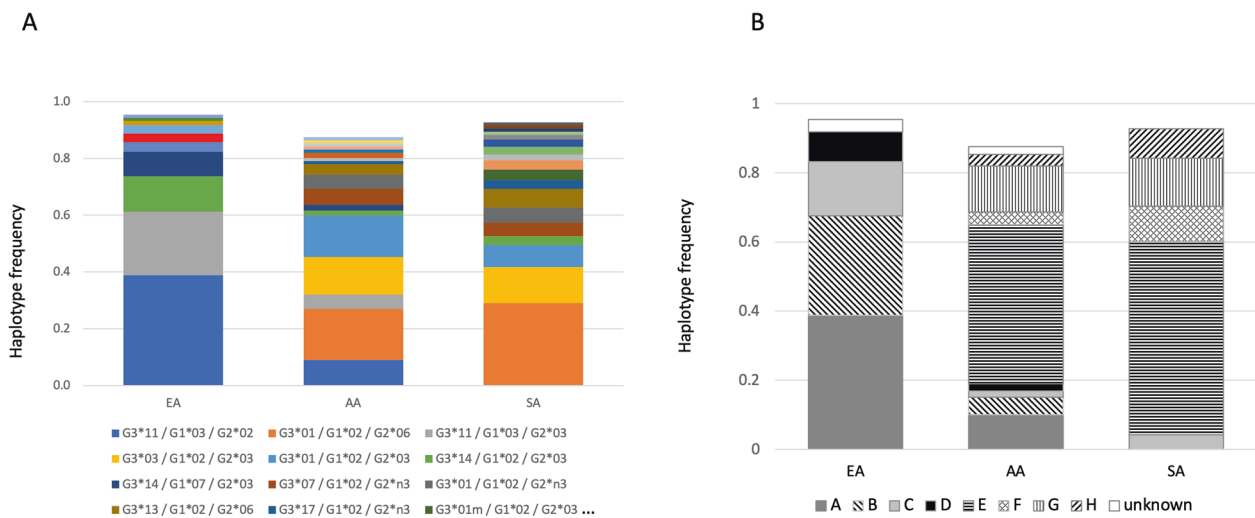 A
Haplotype frequency
1.0
0.8
0.6
0.4
0.2
0.0
EA AA SA
G3*11 / G1*03 / G2*02 G3*01 / G1*02 / G2*06 G3*11 / G1*03 / G2*03
G3*03 / G1*02 / G2*03 G3*01 / G1*02 / G2*03 G3*14 / G1*02 / G2*03
G3*14 / G1*07 / G2*03 G3*07 / G1*02 / G2*n3 G3*01 / G1*02 / G2*n3
G3*13 / G1*02 / G2*06 G3*17 / G1*02 / G2*n3 G3*01m / G1*02 / G2*03 ...
B
Haplotype frequency
1
0.8
0.6
0.4
0.2
0
EA AA SA
A B C D E F G H unknown